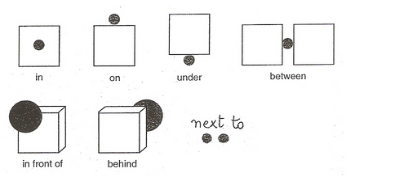 in on under between
next to
in front of behind